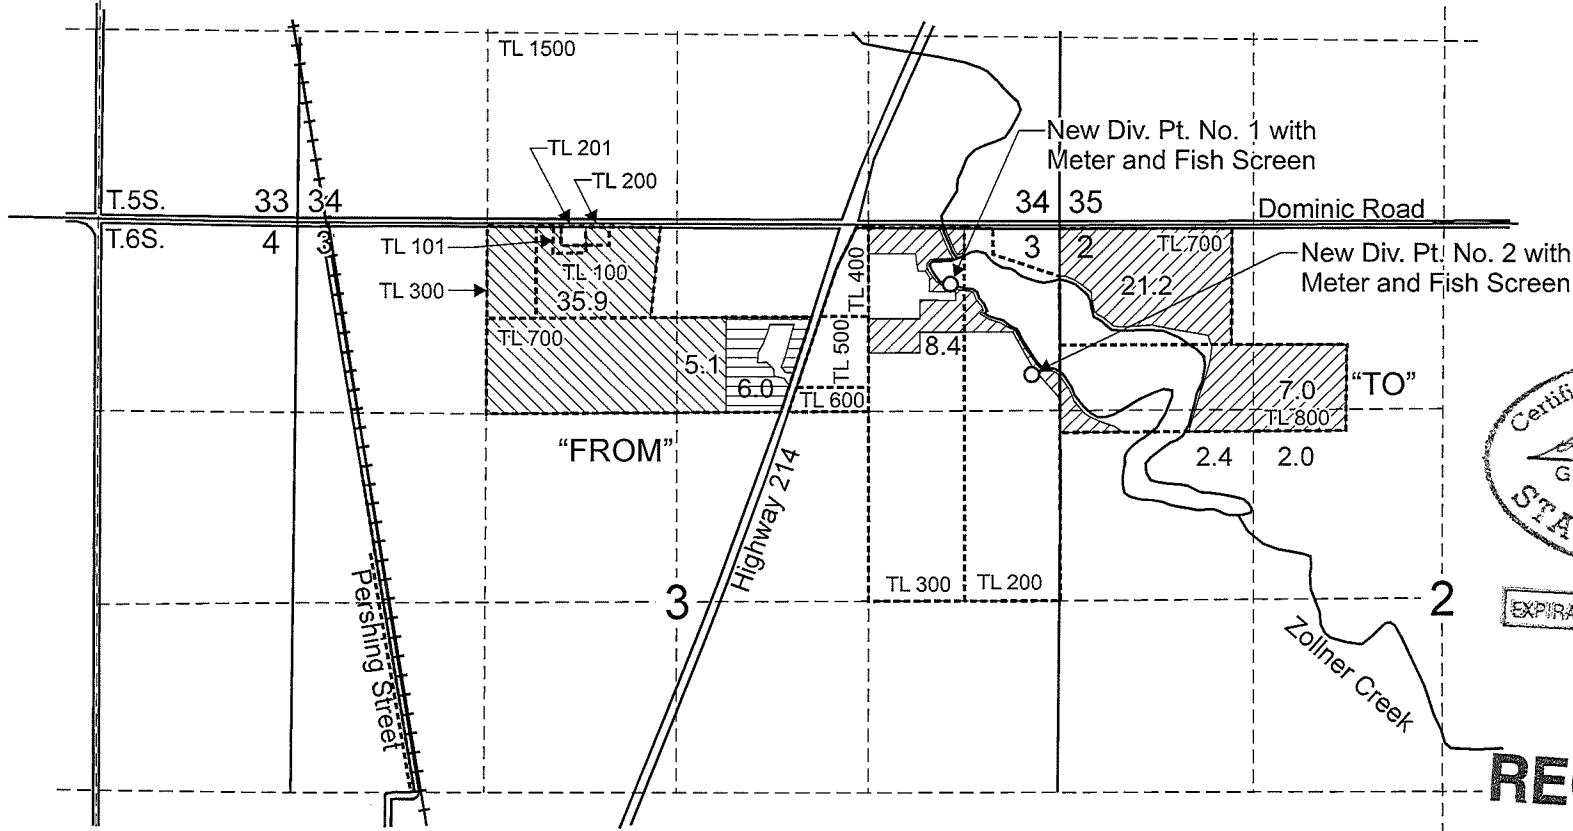 TL 1500
New Div. Pt. No. 1 with
Meter and Fish Screen
TL 201
TL 200
T.5S.
33
34
34
35
Dominic Road
T.6S.
4
3
TL 101
TL 100
TL 300
35.9
TL 400
3
2
TL 700
21.2
New Div. Pt. No. 2 with
Meter and Fish Screen
TL 700
5.1
6.0
TL 500
TL 600
8.4
7.0
"TO"
TL 800
"FROM"
2.4
2.0
Highway 214
Pershing Street
3
TL 300
TL 200
2
Zollner Creek